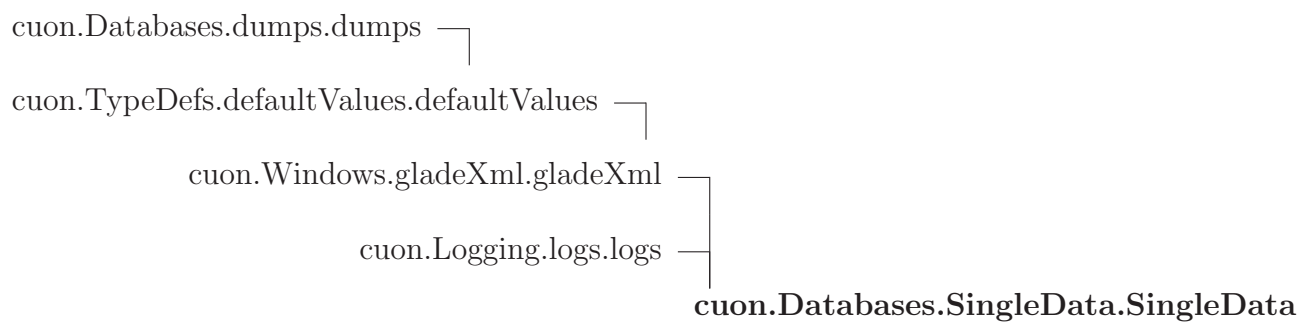 cuon.Databases.dumps.dumps
cuon.TypeDefs.defaultValues.defaultValues
cuon.Windows.gladeXml.gladeXml
cuon.Logging.logs.logs
cuon.Databases.SingleData.SingleData